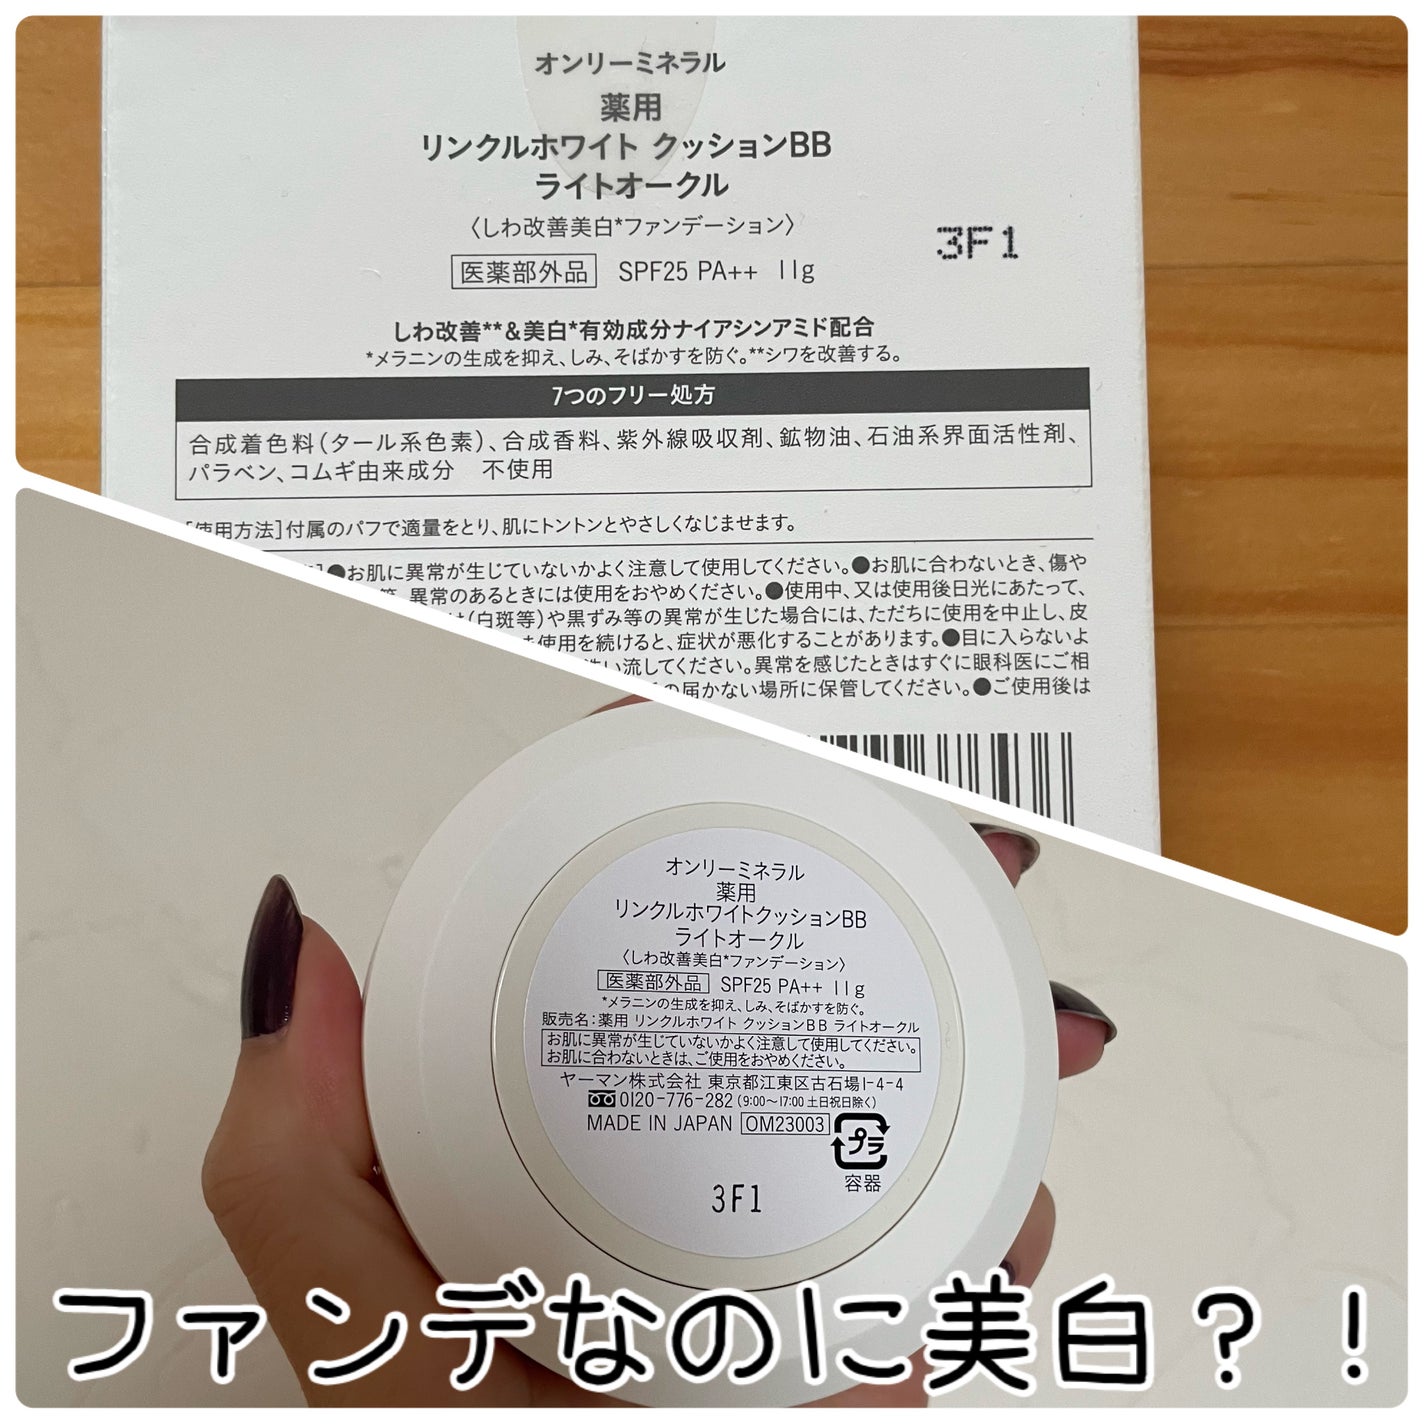 オンリーミネラル
薬用
リンクルホワイト クッションBB
ライトオークル
〈しわ改善美白*ファンデーション〉
医薬部外品 SPF25 PA++ 11g
3F1
しわ改善**&美白*有効成分ナイアシンアミド配合
*メラニンの生成を抑え、しみ、そばかすを防ぐ。**シワを改善する。
7つのフリー処方
合成着色料(タール系色素)、合成香料、紫外線吸収剤、鉱物油、石油系界面活性剤、
パラベン、コムギ由来成分 不使用
[使用方法]付属のパフで適量をとり、肌にトントンとやさしくなじませます。
●お肌に異常が生じていないかよく注意して使用してください。●お肌に合わないとき、傷や
等、異常のあるときには使用をおやめください。●使用中、又は使用後日光にあたって、
(白斑等)や黒ずみ等の異常が生じた場合には、ただちに使用を中止し、皮
使用を続けると、症状が悪化することがあります。●目に入らないよ
洗い流してください。異常を感じたときはすぐに眼科医にご相
の届かない場所に保管してください。●ご使用後は
オンリーミネラル
薬用
リンクルホワイトクッションBB
ライトオークル
〈しわ改善美白*ファンデーション〉
医薬部外品 SPF25 PA++ 11g
*メラニンの生成を抑え、しみ、そばかすを防ぐ。
販売名:薬用 リンクルホワイト クッションBB ライトオークル
お肌に異常が生じていないかよく注意して使用してください。
お肌に合わないときは、ご使用をおやめください。
ヤーマン株式会社 東京都江東区古石場1-4-4
0120-776-282(9:00〜17:00 土日祝日除く)
MADE IN JAPAN OM23003
プラ
容器
3F1
ファンデなのに美白?!